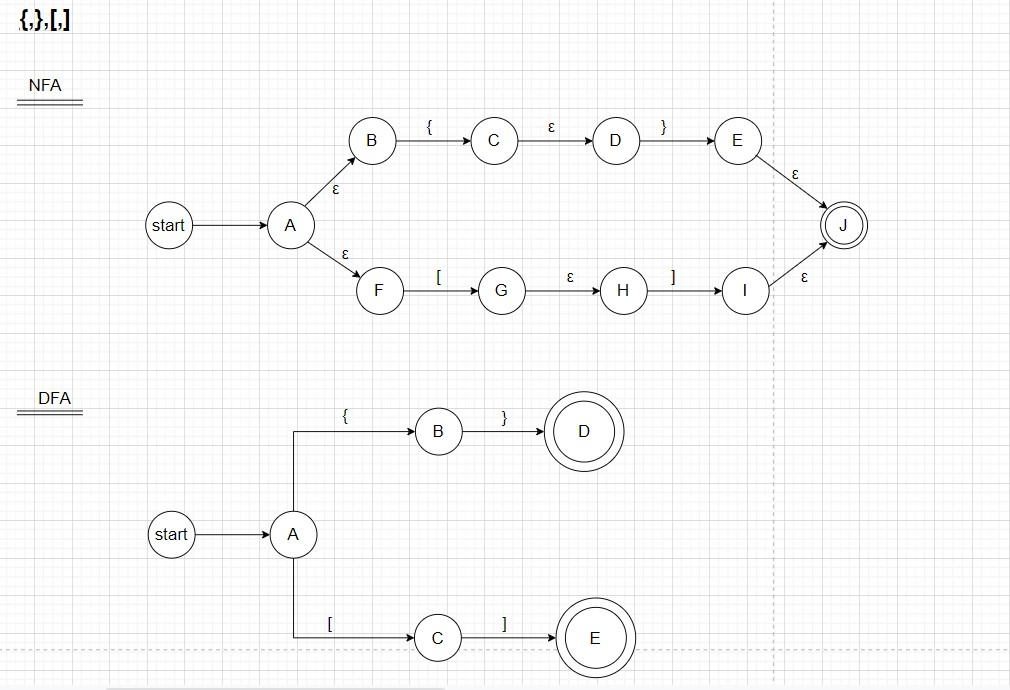 {,},[,]
NFA
B { C ε D } E
ε ε
start A J
ε ε
F [ G ε H ] I
DFA
{ B } D
start A
[ C ] E